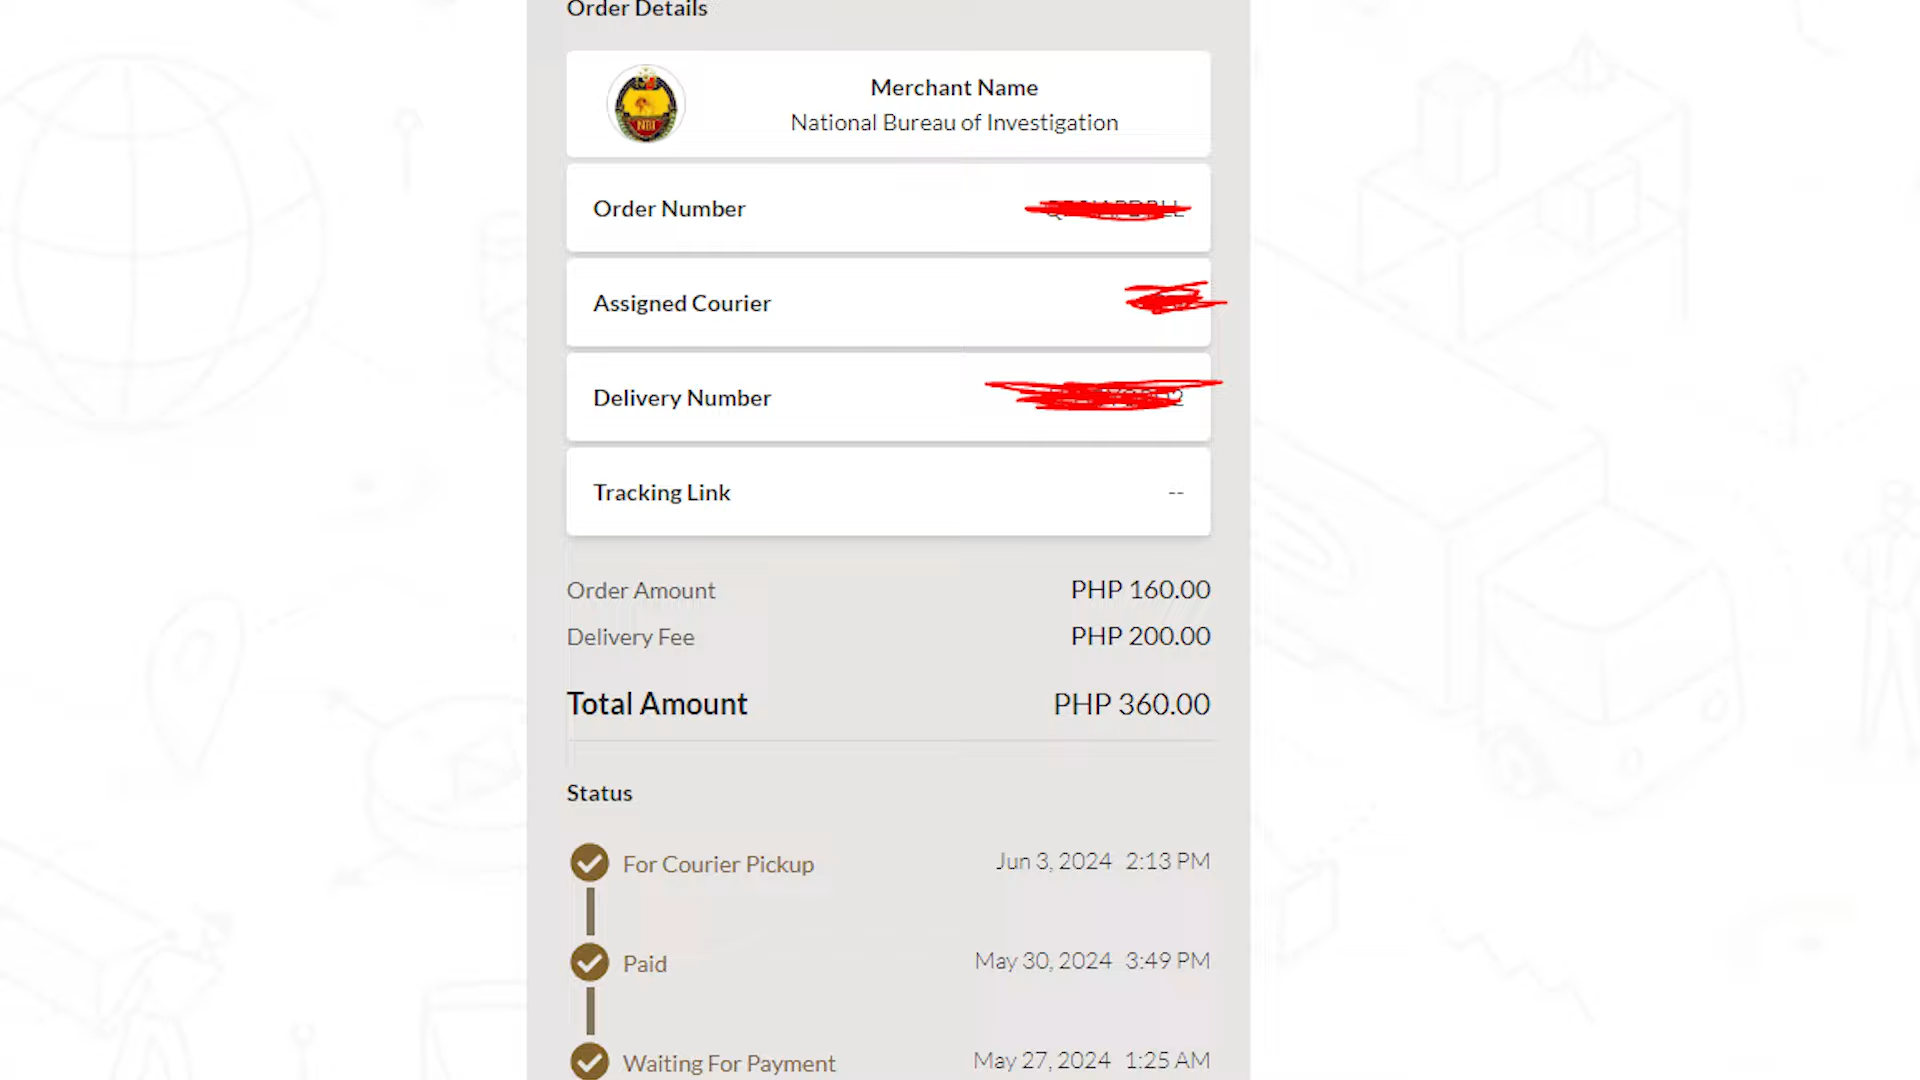 Order Details
Merchant Name
National Bureau of Investigation
NBI
Order Number
Assigned Courier
Delivery Number
Tracking Link --
Order Amount PHP 160.00
Delivery Fee PHP 200.00
Total Amount PHP 360.00
Status
For Courier Pickup Jun 3, 2024 2:13 PM
Paid May 30, 2024 3:49 PM
Waiting For Payment May 27, 2024 1:25 AM